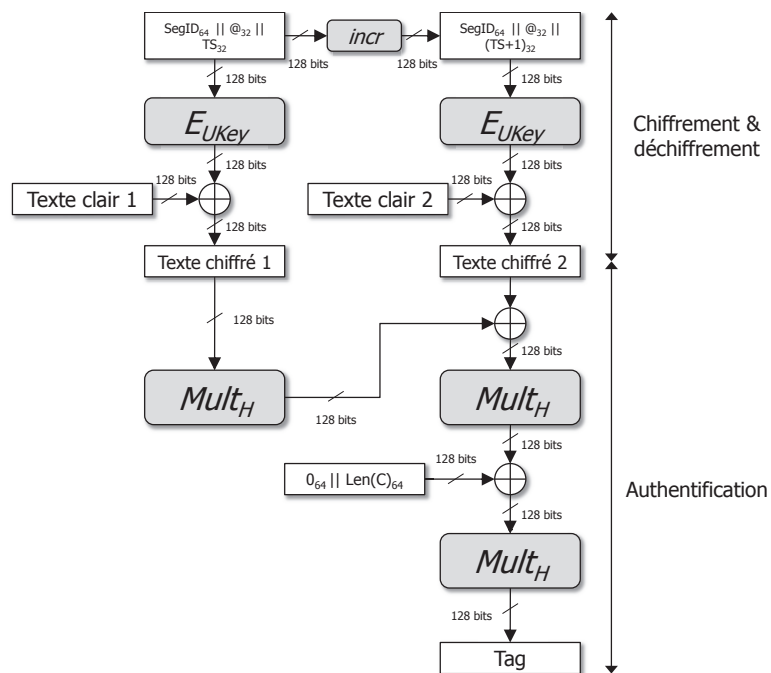 SegID64 || @32 ||
TS32
128 bits
incr
128 bits
SegID64 || @32 ||
(TS+1)32
128 bits
128 bits
EUKey
EUKey
Chiffrement &
déchiffrement
128 bits
128 bits
128 bits
128 bits
Texte clair 1
Texte clair 2
128 bits
128 bits
Texte chiffré 1
Texte chiffré 2
128 bits
128 bits
MultH
MultH
128 bits
128 bits
128 bits
064 || Len(C)64
Authentification
128 bits
MultH
128 bits
Tag